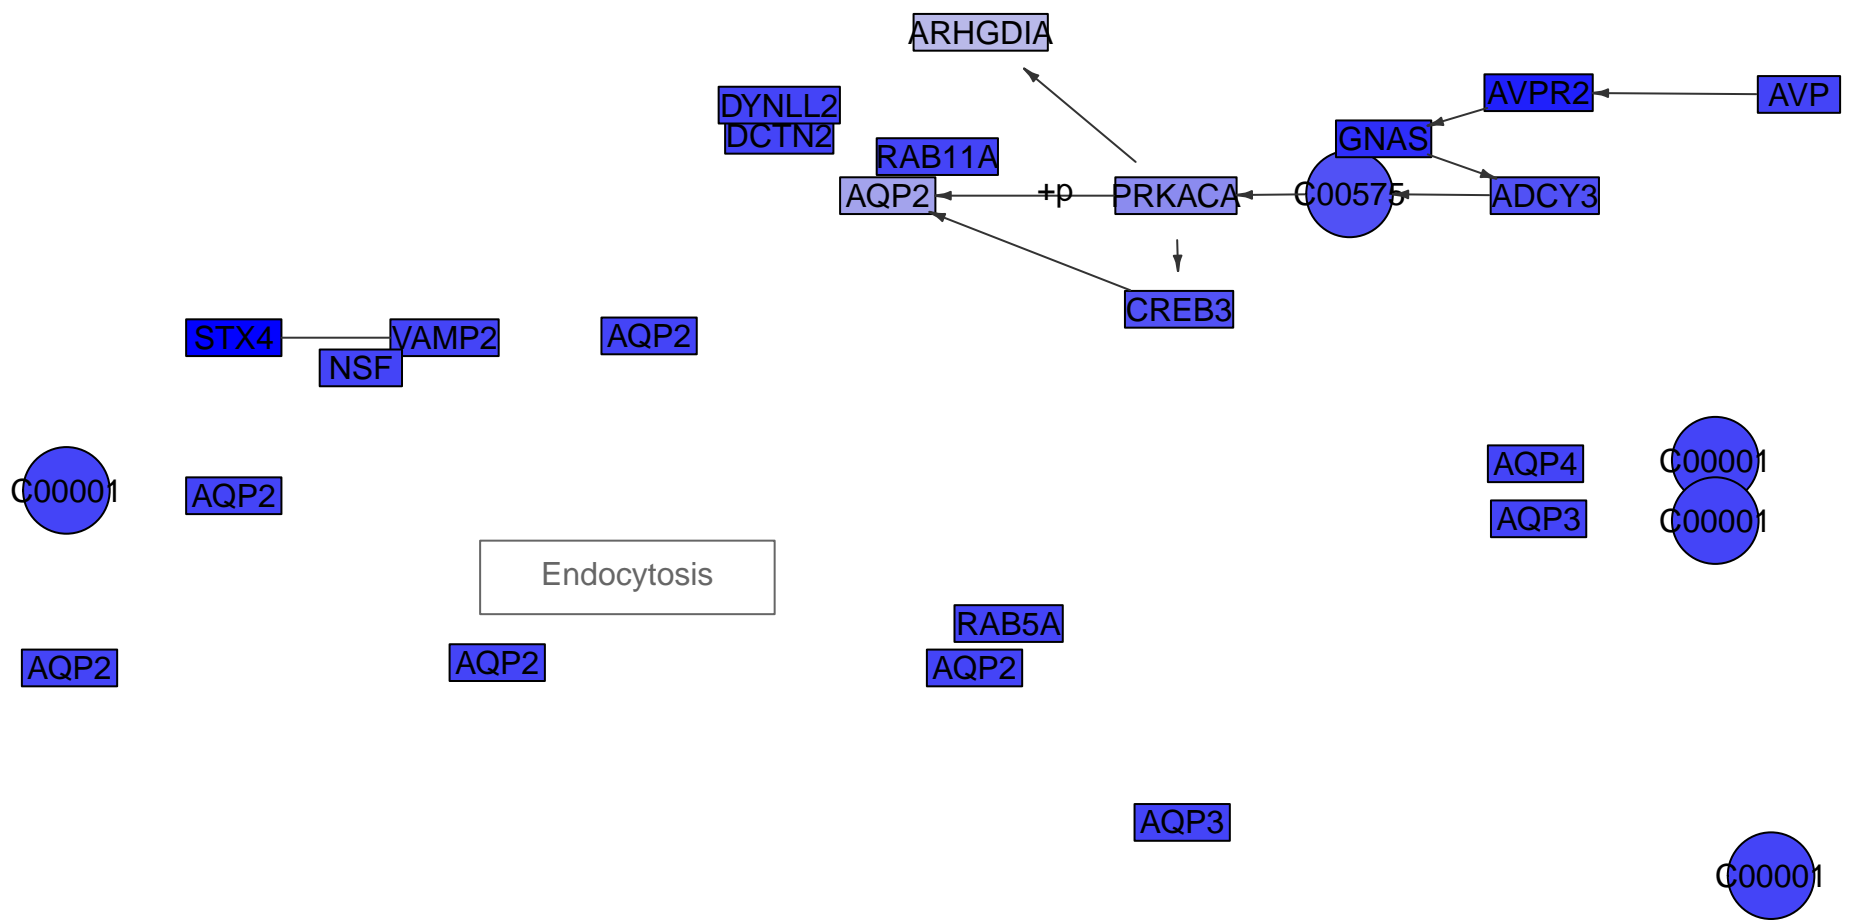 ARHGDIA
DYNLL2
AVPR2
AVP
DCTN2
GNAS
RAB11A
AQP2
+p
PRKACA
C00575
ADCY3
CREB3
STX4
VAMP2
AQP2
NSF
C00001
AQP2
AQP4
C00001
AQP3
C00001
Endocytosis
RAB5A
AQP2
AQP2
AQP2
AQP3
C00001